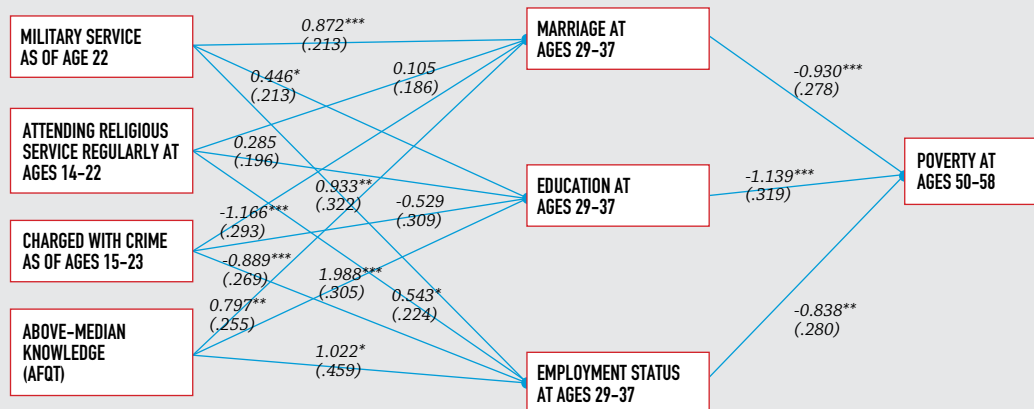 MILITARY SERVICE
AS OF AGE 22
ATTENDING RELIGIOUS
SERVICE REGULARLY AT
AGES 14–22
CHARGED WITH CRIME
AS OF AGES 15–23
ABOVE-MEDIAN
KNOWLEDGE
(AFQT)
0.872***
(.213)
0.446*
(.213)
0.105
(.186)
0.285
(.196)
0.933**
(.322)
-1.166***
(.293)
-0.529
(.309)
-0.889***
(.269)
1.988***
(.305)
0.797**
(.255)
0.543*
(.224)
1.022*
(.459)
MARRIAGE AT
AGES 29–37
EDUCATION AT
AGES 29–37
EMPLOYMENT STATUS
AT AGES 29–37
-0.930***
(.278)
-1.139***
(.319)
-0.838**
(.280)
POVERTY AT
AGES 50–58